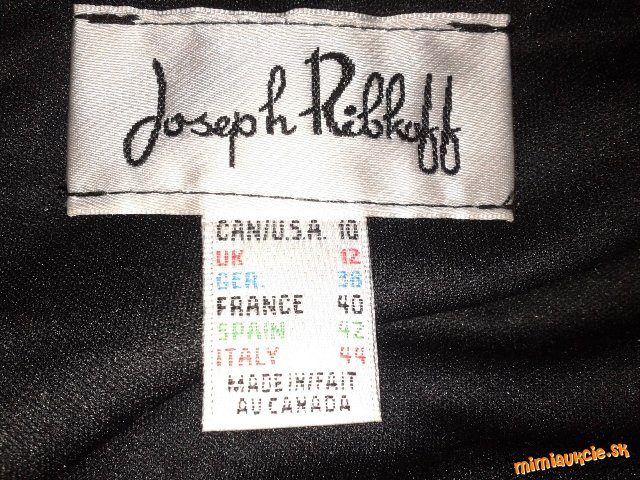 Joseph Ribkoff
CAN/U.S.A. 10
UK 12
GER. 38
FRANCE 40
SPAIN 42
ITALY 44
MADE IN/FAIT
AU CANADA
mimiaukcie.sk